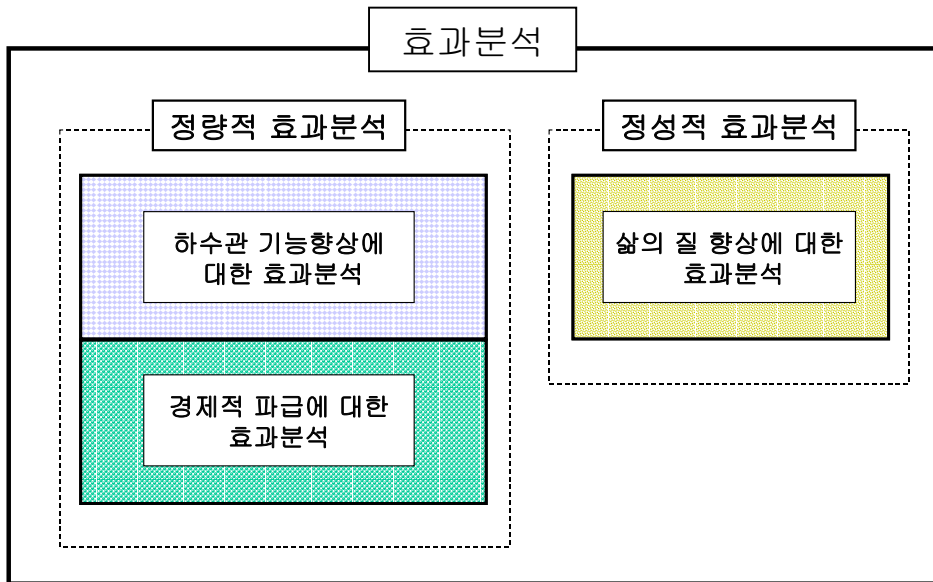 효과분석
정량적 효과분석
하수관 기능향상에
대한 효과분석
경제적 파급에 대한
효과분석
정성적 효과분석
삶의 질 향상에 대한
효과분석